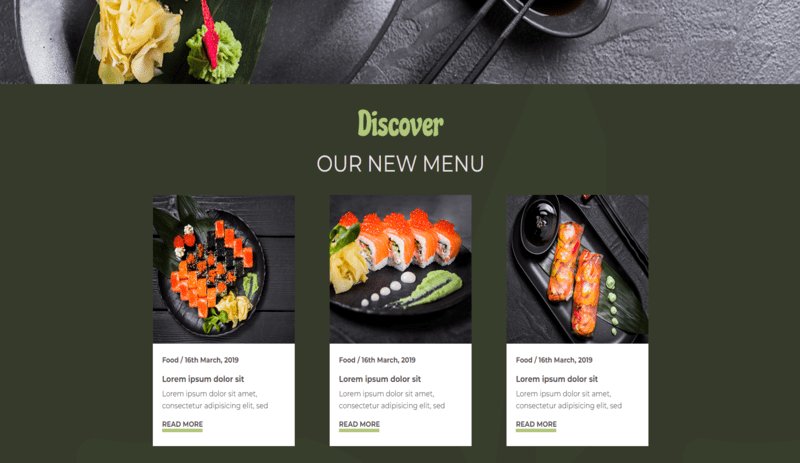 Discover
OUR NEW MENU
Food / 16th March, 2019
Lorem ipsum dolor sit
Lorem ipsum dolor sit amet,
consectetur adipisicing elit, sed
READ MORE
Food / 16th March, 2019
Lorem ipsum dolor sit
Lorem ipsum dolor sit amet,
consectetur adipisicing elit, sed
READ MORE
Food / 16th March, 2019
Lorem ipsum dolor sit
Lorem ipsum dolor sit amet,
consectetur adipisicing elit, sed
READ MORE